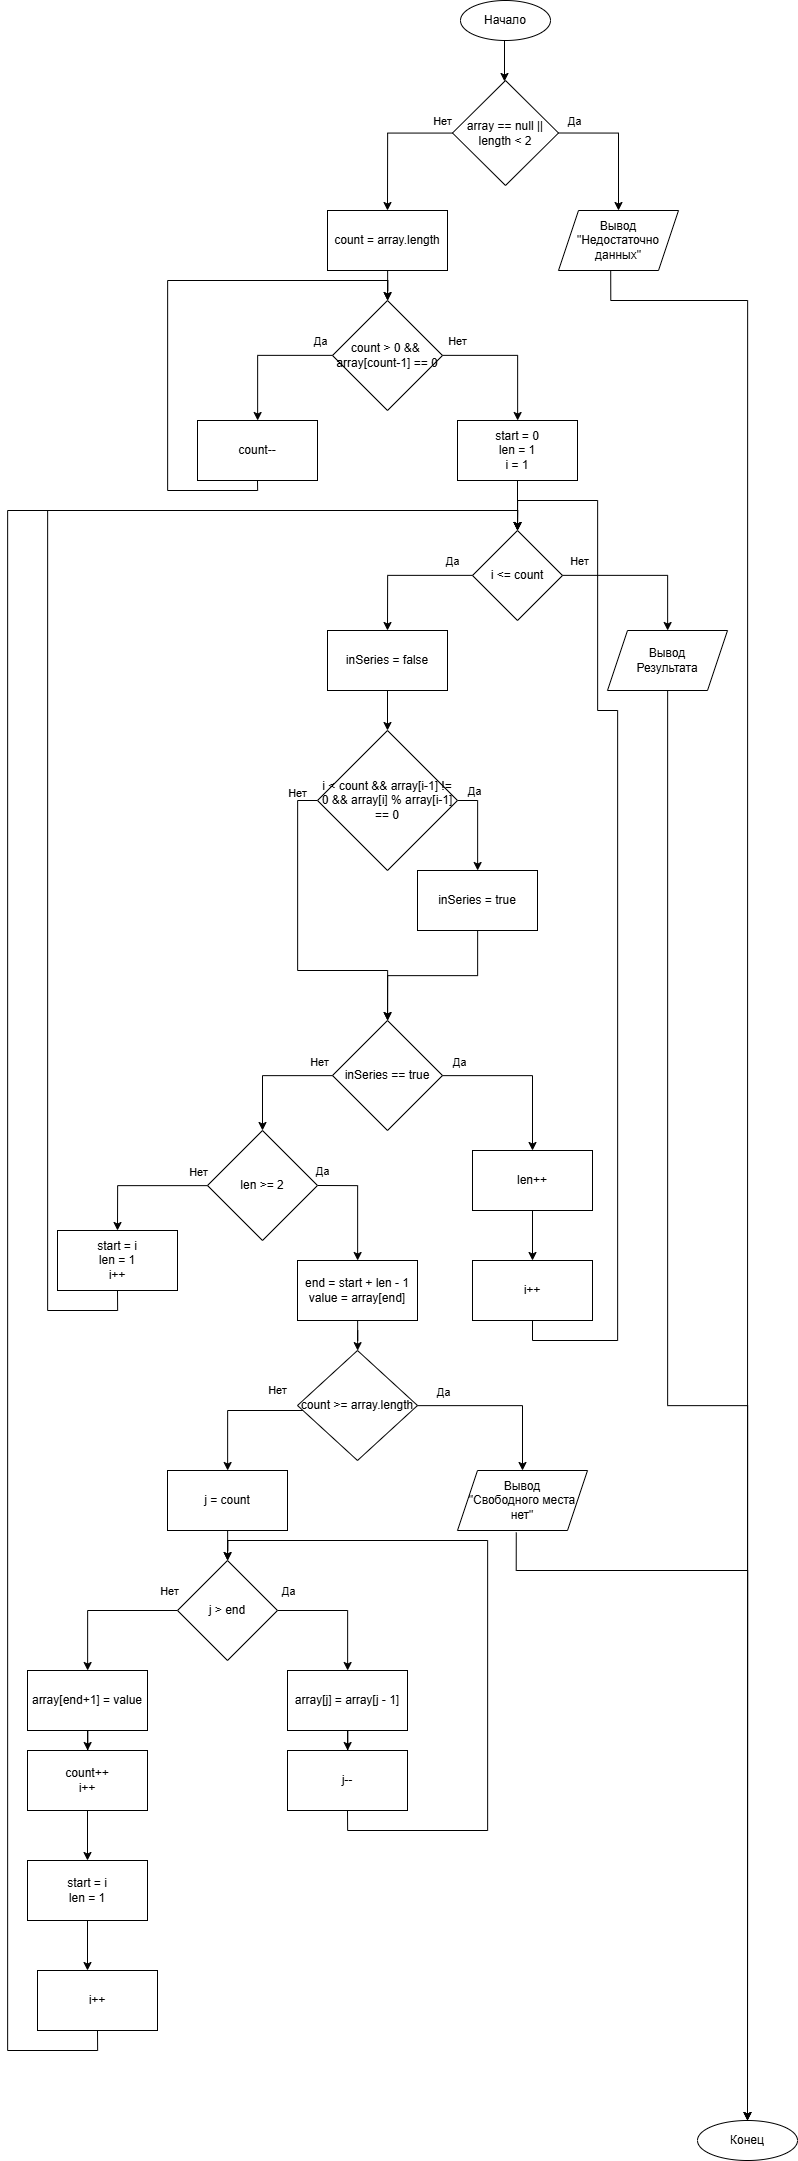 Начало
Нет
array == null ||
length < 2
Да
count = array.length
Вывод
"Недостаточно
данных"
Да
count > 0 &&
array[count-1] == 0
Нет
count--
start = 0
len = 1
i = 1
Да
i <= count
Нет
inSeries = false
Вывод
Результата
Нет
i < count && array[i-1] !=
0 && array[i] % array[i-1]
== 0
Да
inSeries = true
Нет
inSeries == true
Да
Нет
len >= 2
Да
len++
start = i
len = 1
i++
end = start + len - 1
value = array[end]
i++
Нет
count >= array.length
Да
j = count
Вывод
"Свободного места
нет"
Нет
j > end
Да
array[end+1] = value
array[j] = array[j - 1]
count++
i++
j--
start = i
len = 1
i++
Конец